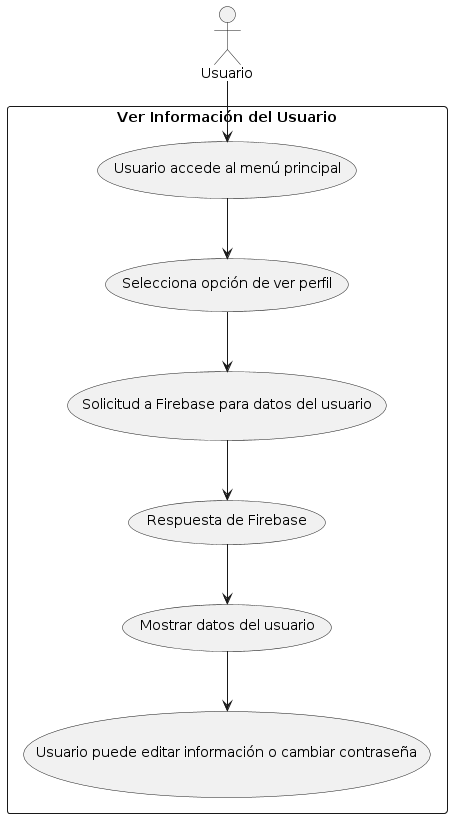 Usuario
Ver Información del Usuario
Usuario accede al menú principal
Selecciona opción de ver perfil
Solicitud a Firebase para datos del usuario
Respuesta de Firebase
Mostrar datos del usuario
Usuario puede editar información o cambiar contraseña